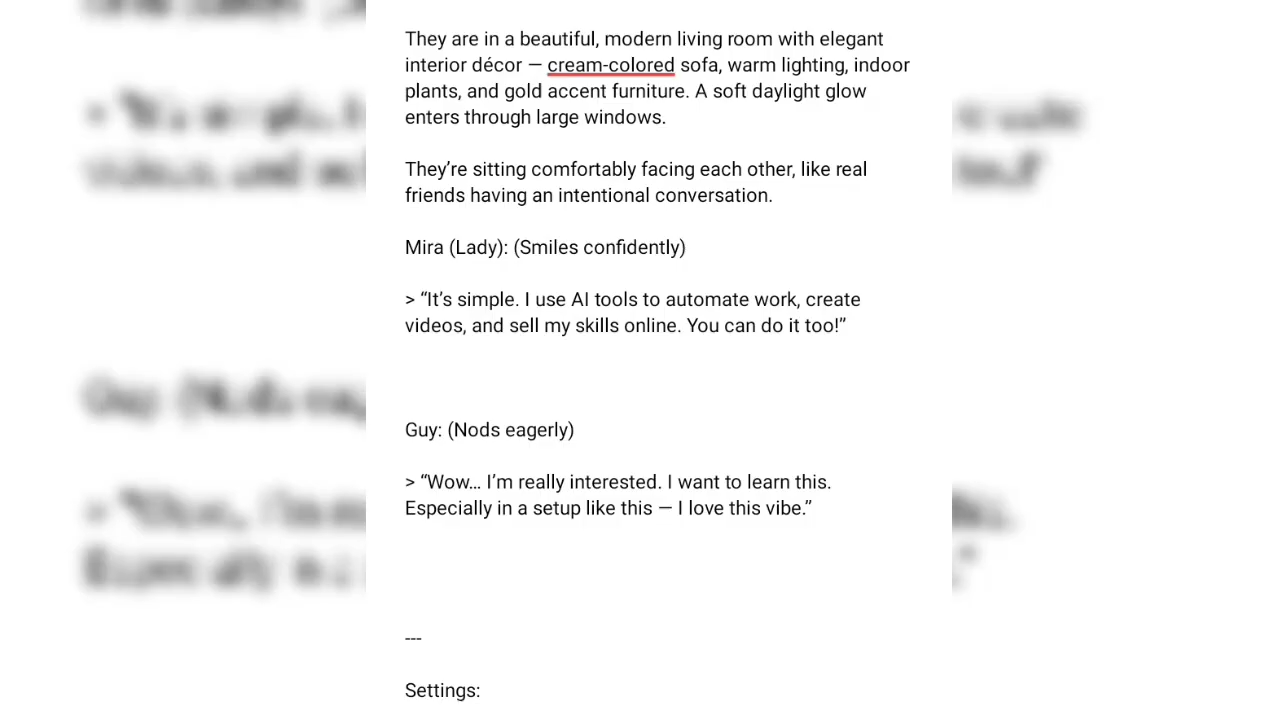 They are in a beautiful, modern living room with elegant
interior décor — cream-colored sofa, warm lighting, indoor
plants, and gold accent furniture. A soft daylight glow
enters through large windows.
They’re sitting comfortably facing each other, like real
friends having an intentional conversation.
Mira (Lady): (Smiles confidently)
> “It’s simple. I use AI tools to automate work, create
videos, and sell my skills online. You can do it too!”
Guy: (Nods eagerly)
> “Wow… I’m really interested. I want to learn this.
Especially in a setup like this — I love this vibe.”
---
Settings: